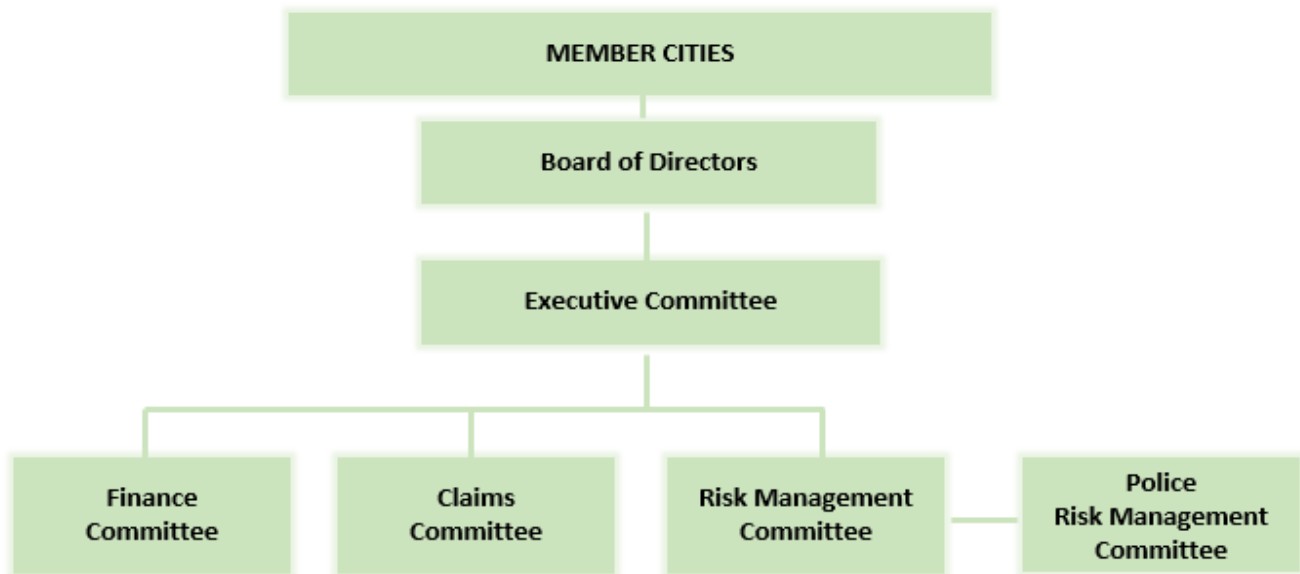 MEMBER CITIES
Board of Directors
Executive Committee
Finance
Committee
Claims
Committee
Risk Management
Committee
Police
Risk Management
Committee